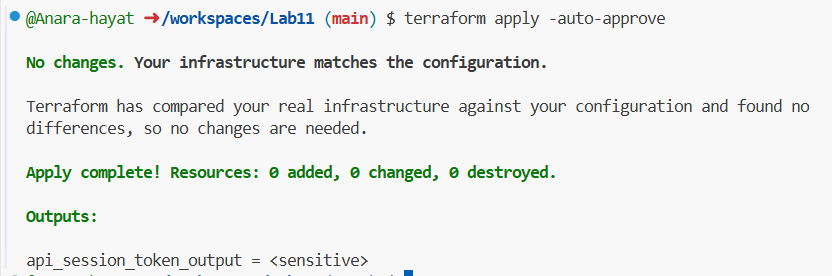 @Anara-hayat ➜/workspaces/Lab11 (main) $ terraform apply -auto-approve
No changes. Your infrastructure matches the configuration.
Terraform has compared your real infrastructure against your configuration and found no
differences, so no changes are needed.
Apply complete! Resources: 0 added, 0 changed, 0 destroyed.
Outputs:
api_session_token_output = <sensitive>